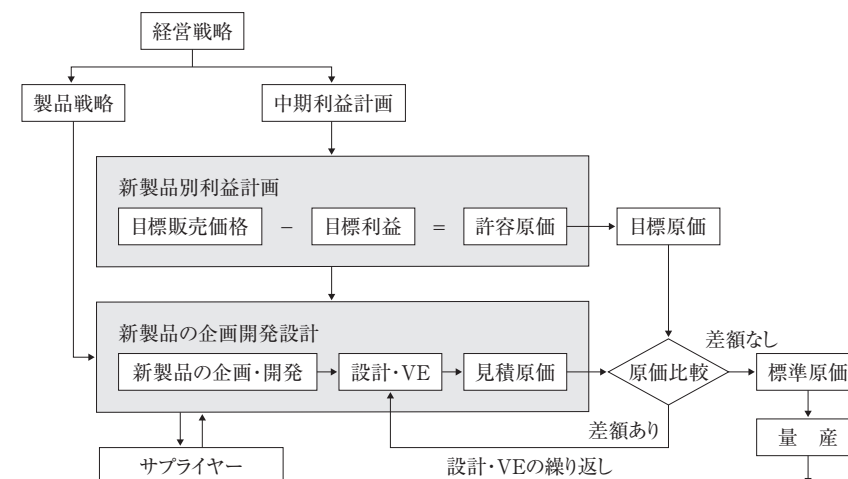 経営戦略
製品戦略
中期利益計画
新製品別利益計画
目標販売価格 − 目標利益 = 許容原価
目標原価
新製品の企画開発設計
新製品の企画・開発
設計・VE
見積原価
原価比較
差額なし
標準原価
差額あり
量 産
サプライヤー
設計・VEの繰り返し